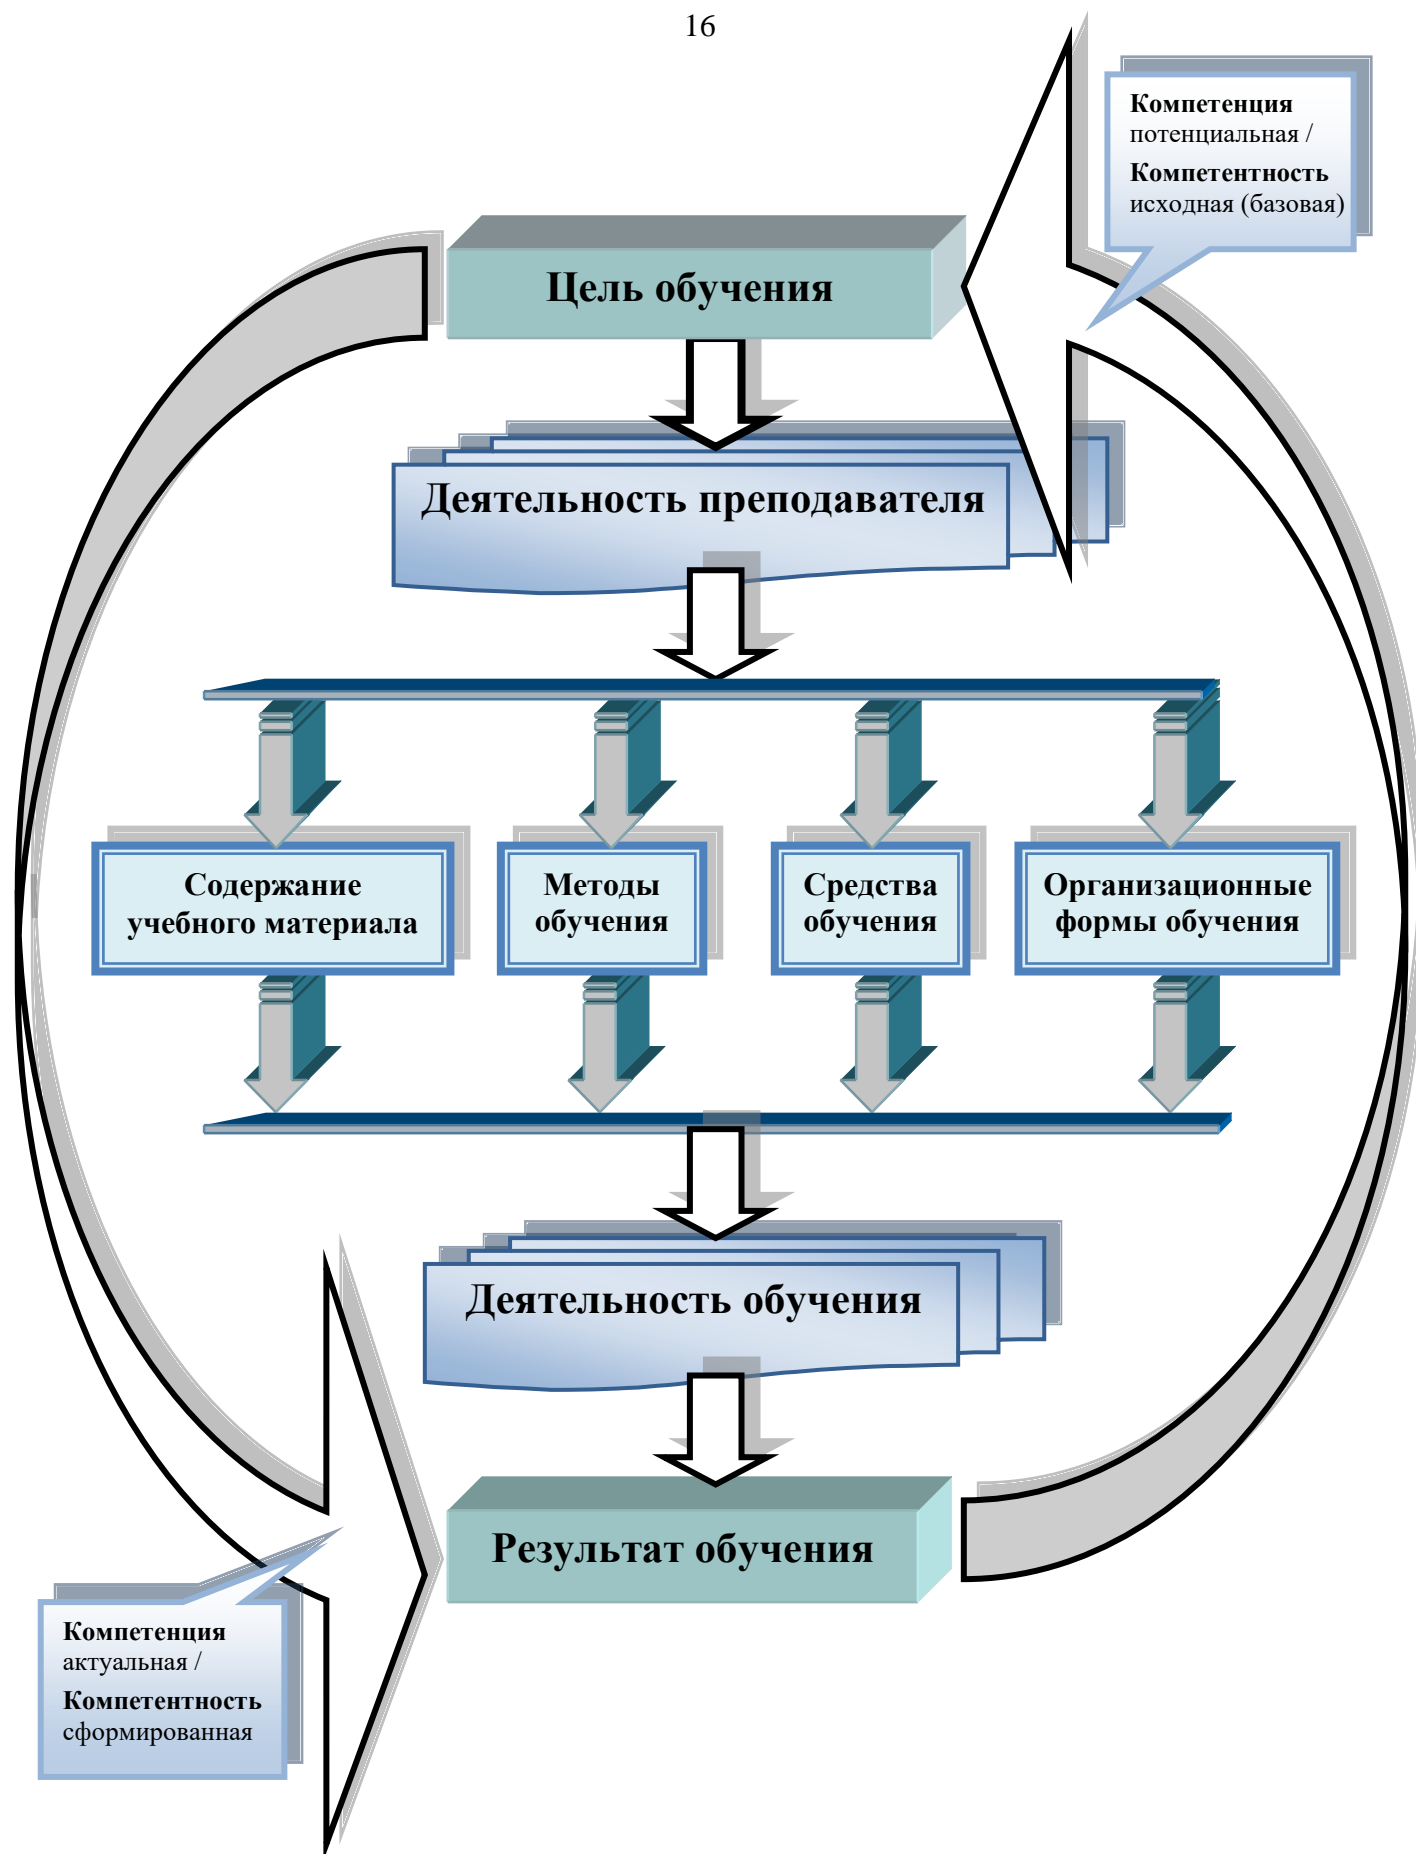 16
Компетенция
потенциальная /
Компетентность
исходная (базовая)
Цель обучения
Деятельность преподавателя
Содержание
учебного материала
Методы
обучения
Средства
обучения
Организационные
формы обучения
Деятельность обучения
Результат обучения
Компетенция
актуальная /
Компетентность
сформированная